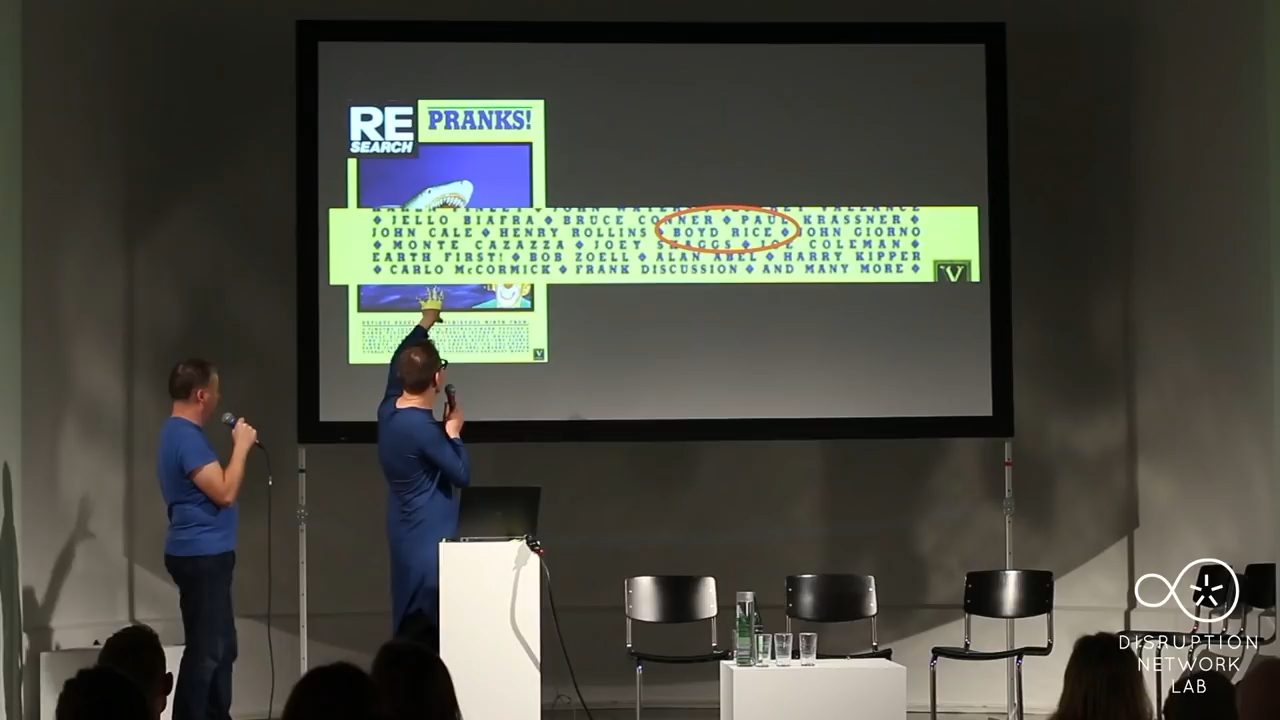 RE
SEARCH
PRANKS!
◆ JELLO BIAFRA ◆ BRUCE CONNER ◆ PAUL KRASSNER ◆
JOHN CALE ◆ HENRY ROLLINS ◆ BOYD RICE ◆ JOHN GIORNO
◆ MONTE CAZAZZA ◆ JOEY SKAGGS ◆ JOE COLEMAN ◆
EARTH FIRST! ◆ BOB ZOELL ◆ ALAN ABEL ◆ HARRY KIPPER
◆ CARLO McCORMICK ◆ FRANK DISCUSSION ◆ AND MANY MORE ◆
V
V
DISRUPTION
NETWORK
LAB